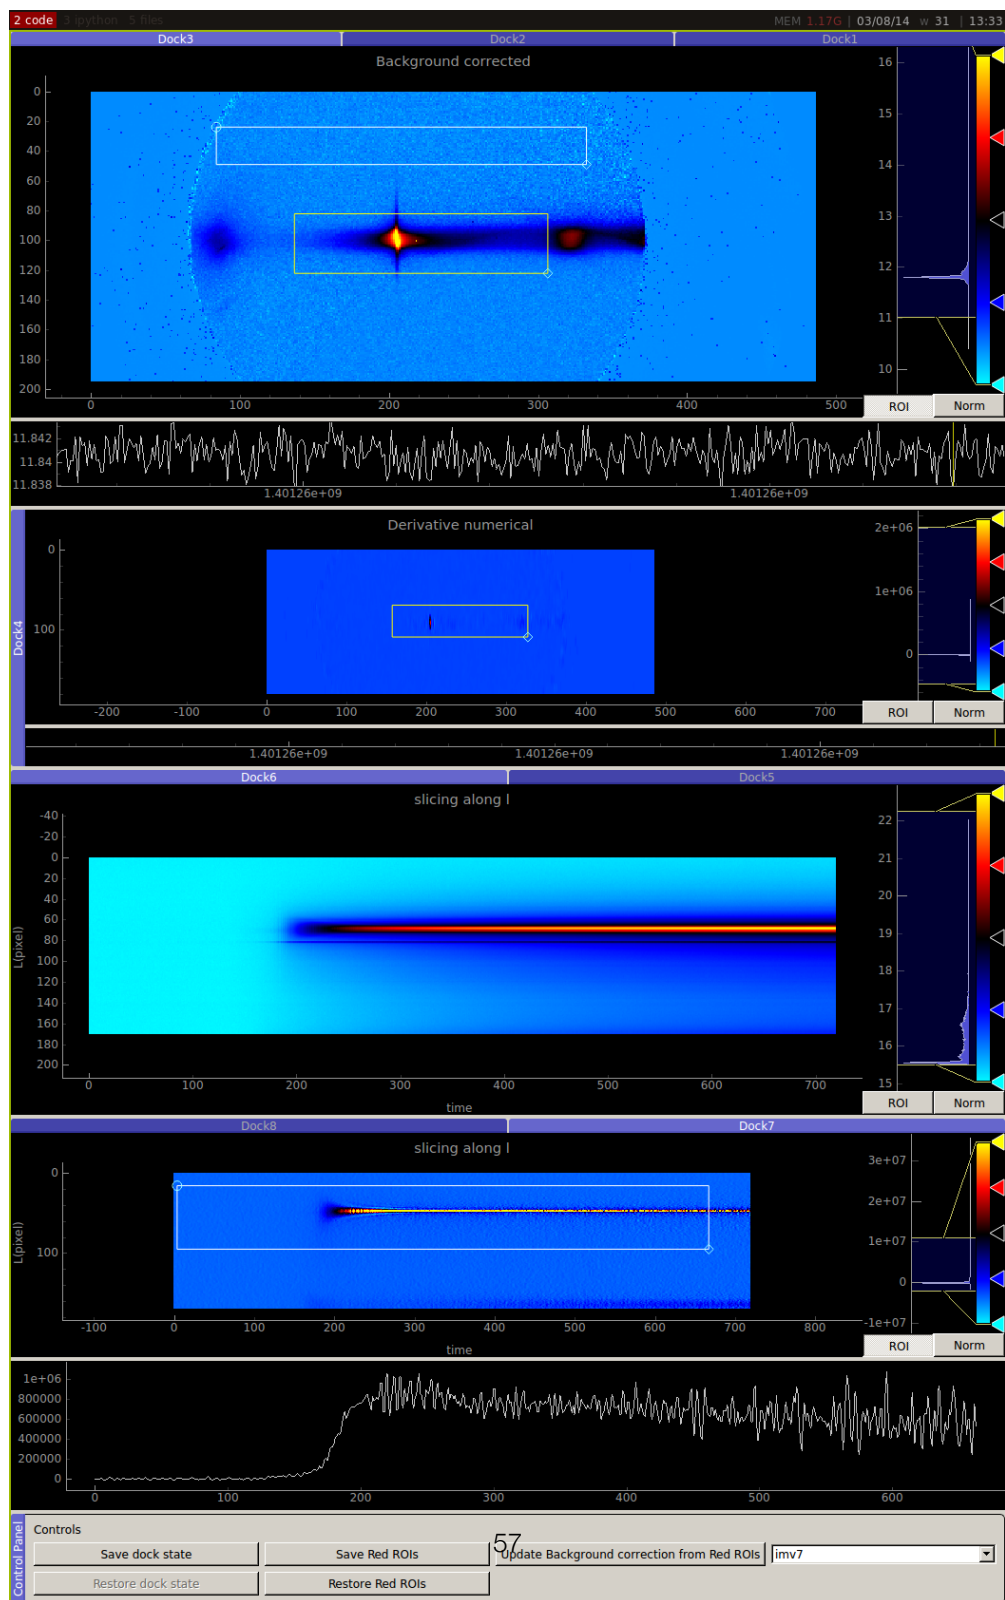 2 code 3 ipython 5 files MEM 1.17G | 03/08/14 w 31 | 13:33
Dock3 Dock2 Dock1
Background corrected
0
20
40
60
80
100
120
140
160
180
200
0 100 200 300 400 500
16
15
14
13
12
11
10
ROI Norm
11.842
11.84
11.838
1.40126e+09 1.40126e+09
Dock4
Derivative numerical
0
100
-200 -100 0 100 200 300 400 500 600 700
2e+06
1e+06
0
ROI Norm
1.40126e+09 1.40126e+09 1.40126e+09
Dock6 Dock5
slicing along l
-40
-20
0
20
40
60
80
100
120
140
160
180
200
L(pixel)
0 100 200 300 400 500 600 700
time
22
21
20
19
18
17
16
15
ROI Norm
Dock8 Dock7
slicing along l
0
100
L(pixel)
-100 0 100 200 300 400 500 600 700 800
time
3e+07
2e+07
1e+07
0
-1e+07
ROI Norm
1e+06
800000
600000
400000
200000
0
0 100 200 300 400 500 600
Control Panel
Controls
Save dock state Save Red ROIs Update Background correction from Red ROIs imv7
57
Restore dock state Restore Red ROIs